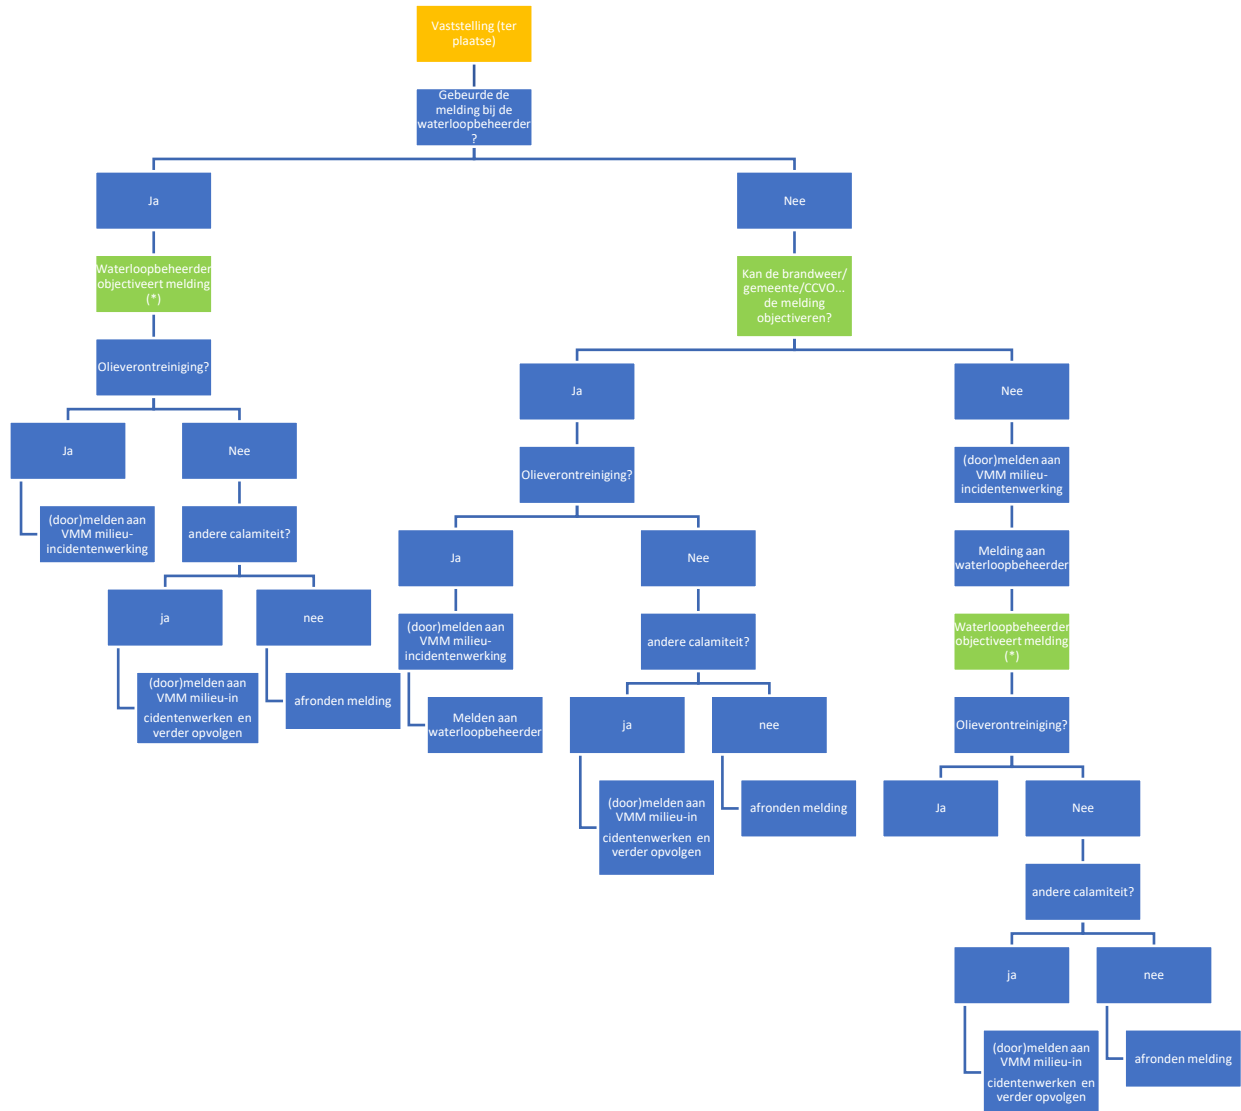 Vaststelling (ter
plaatse)
Gebeurde de
melding bij de
waterloopbeheerder
?
Ja
Waterloopbeheerder
objectiveert melding
(*)
Olieverontreiniging?
Ja
(door)melden aan
VMM milieu-
incidentenwerking
Nee
andere calamiteit?
ja
(door)melden aan
VMM milieu-in
cidentenwerken en
verder opvolgen
nee
afronden melding
Nee
Kan de brandweer/
gemeente/CCVO...
de melding
objectiveren?
Ja
Olieverontreiniging?
Ja
(door)melden aan
VMM milieu-
incidentenwerking
Melden aan
waterloopbeheerder
Nee
andere calamiteit?
ja
(door)melden aan
VMM milieu-in
cidentenwerken en
verder opvolgen
nee
afronden melding
Nee
(door)melden aan
VMM milieu-
incidentenwerking
Melding aan
waterloopbeheerder
Waterloopbeheerder
objectiveert melding
(*)
Olieverontreiniging?
Ja
Nee
andere calamiteit?
ja
(door)melden aan
VMM milieu-in
cidentenwerken en
verder opvolgen
nee
afronden melding